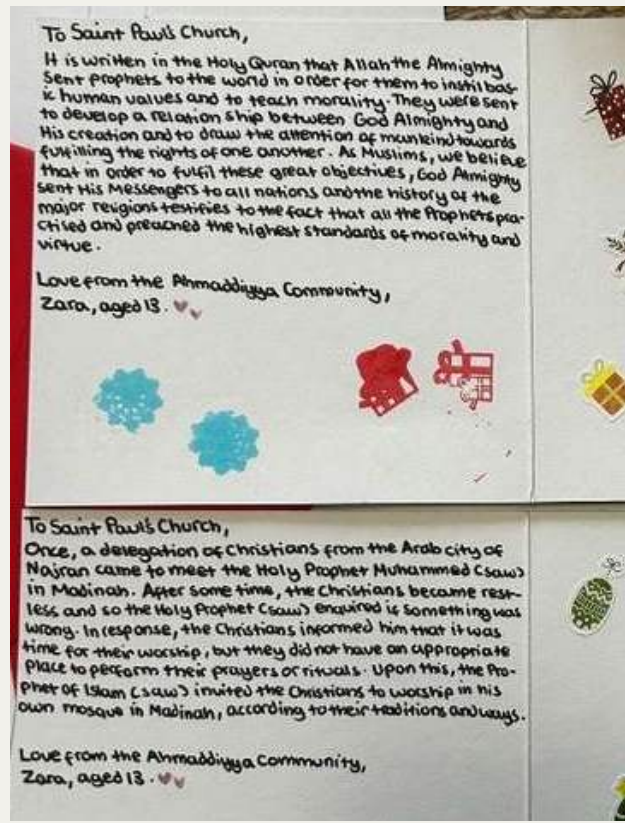 To Saint Paul's Church,
It is written in the Holy Quran that Allah the Almighty
sent prophets to the world in order for them to instil bas-
ic human values and to teach morality. They were sent
to develop a relation ship between God Almighty and
His creation and to draw the attention of mankind towards
fulfilling the rights of one another. As Muslims, we believe
that in order to fulfil these great objectives, God Almighty
sent His Messengers to all nations and the history of the
major religions testifies to the fact that all the Prophets pra-
ctised and preached the highest standards of morality and
virtue.
Love from the Ahmaddiyya Community,
Zara, aged 13.
To Saint Paul's Church,
Once, a delegation of Christians from the Arab city of
Najran came to meet the Holy Prophet Muhammed (saw)
in Madinah. After some time, the Christians became rest-
less and so the Holy Prophet (saw) enquired if something was
wrong. In response, the Christians informed him that it was
time for their worship, but they did not have an appropriate
place to perform their prayers or rituals. Upon this, the Pro-
phet of Islam (saw) invited the Christians to worship in his
own mosque in Madinah, according to their traditions and ways.
Love from the Ahmaddiyya Community,
Zara, aged 13.